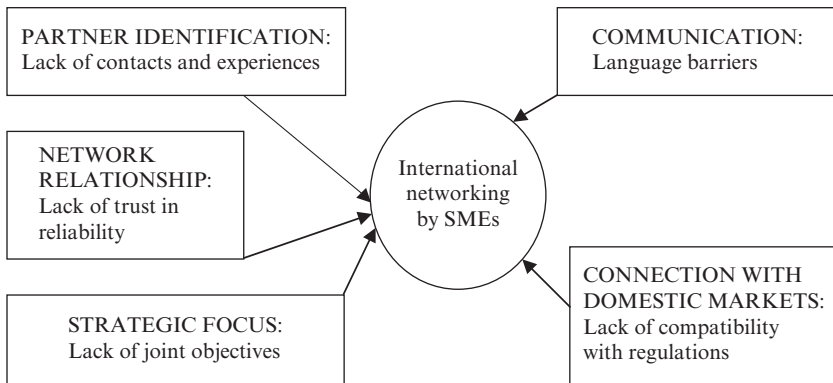 PARTNER IDENTIFICATION:
Lack of contacts and experiences
COMMUNICATION:
Language barriers
NETWORK
RELATIONSHIP:
Lack of trust in
reliability
International
networking
by SMEs
STRATEGIC FOCUS:
Lack of joint objectives
CONNECTION WITH
DOMESTIC MARKETS:
Lack of compatibility
with regulations